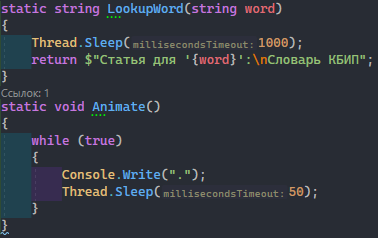 static string LookupWord(string word)
{
Thread.Sleep(millisecondsTimeout: 1000);
return $"Статья для '{word}':\nСловарь КБИП";
}
Ссылок: 1
static void Animate()
{
while (true)
{
Console.Write(".");
Thread.Sleep(millisecondsTimeout: 50);
}
}